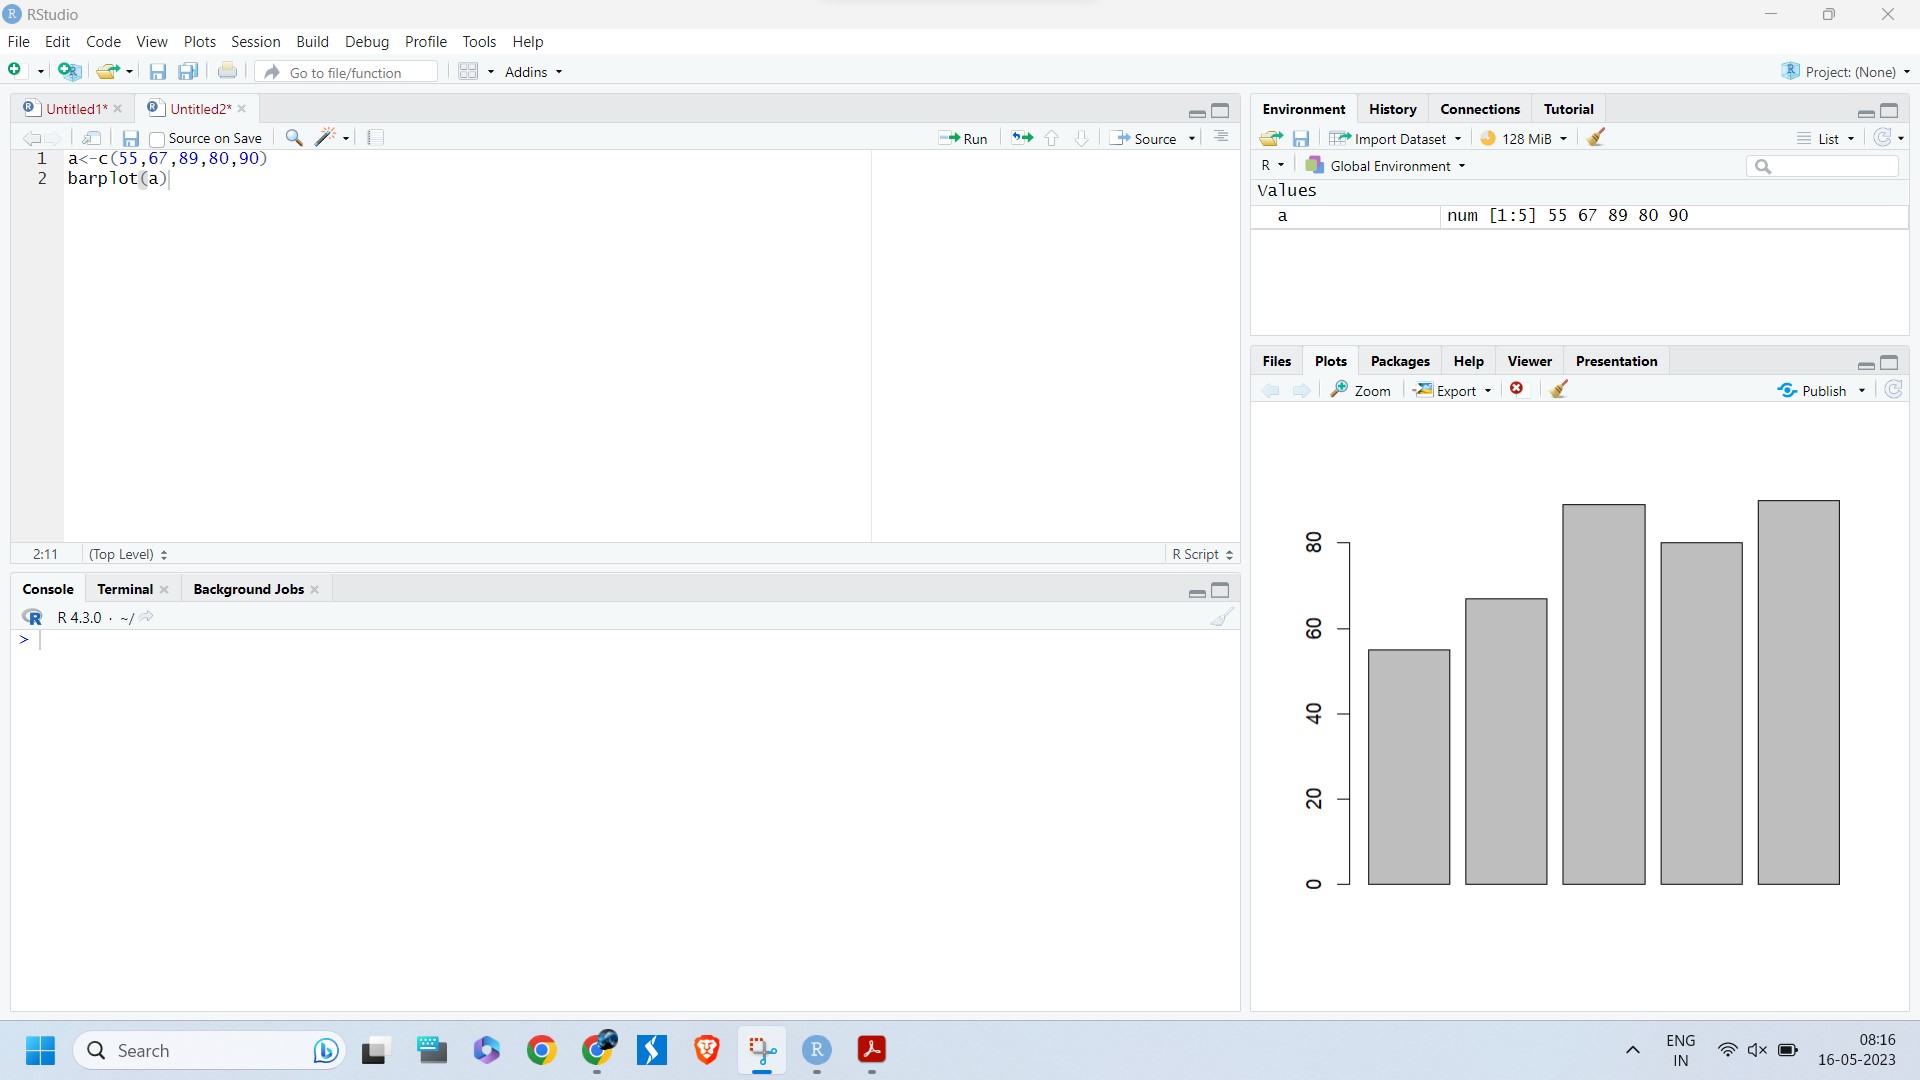 RStudio
File Edit Code View Plots Session Build Debug Profile Tools Help
Go to file/function Addins Project: (None)
Untitled1* Untitled2*
Source on Save Run Source
1 a<-c(55,67,89,80,90)
2 barplot(a)
2:11 (Top Level) R Script
Console Terminal Background Jobs
R 4.3.0 · ~/
>
Environment History Connections Tutorial
Import Dataset 128 MiB List
R Global Environment
Values
a num [1:5] 55 67 89 80 90
Files Plots Packages Help Viewer Presentation
Zoom Export Publish
80
60
40
20
0
Search
ENG
IN
08:16
16-05-2023